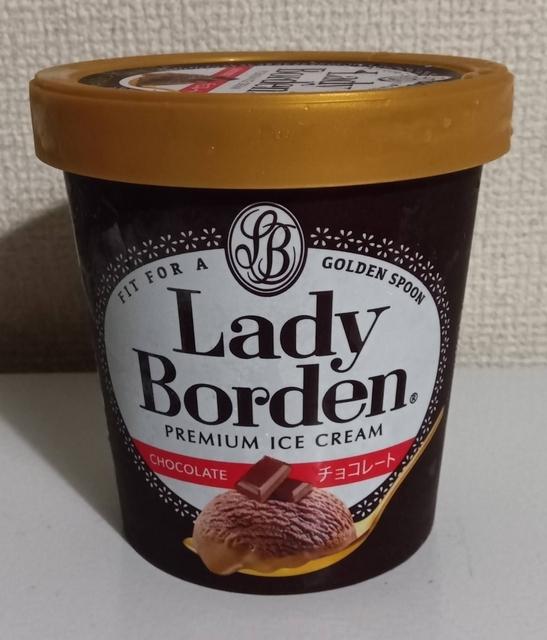 LB
FIT FOR A GOLDEN SPOON
Lady
Borden®
PREMIUM ICE CREAM
CHOCOLATE チョコレート